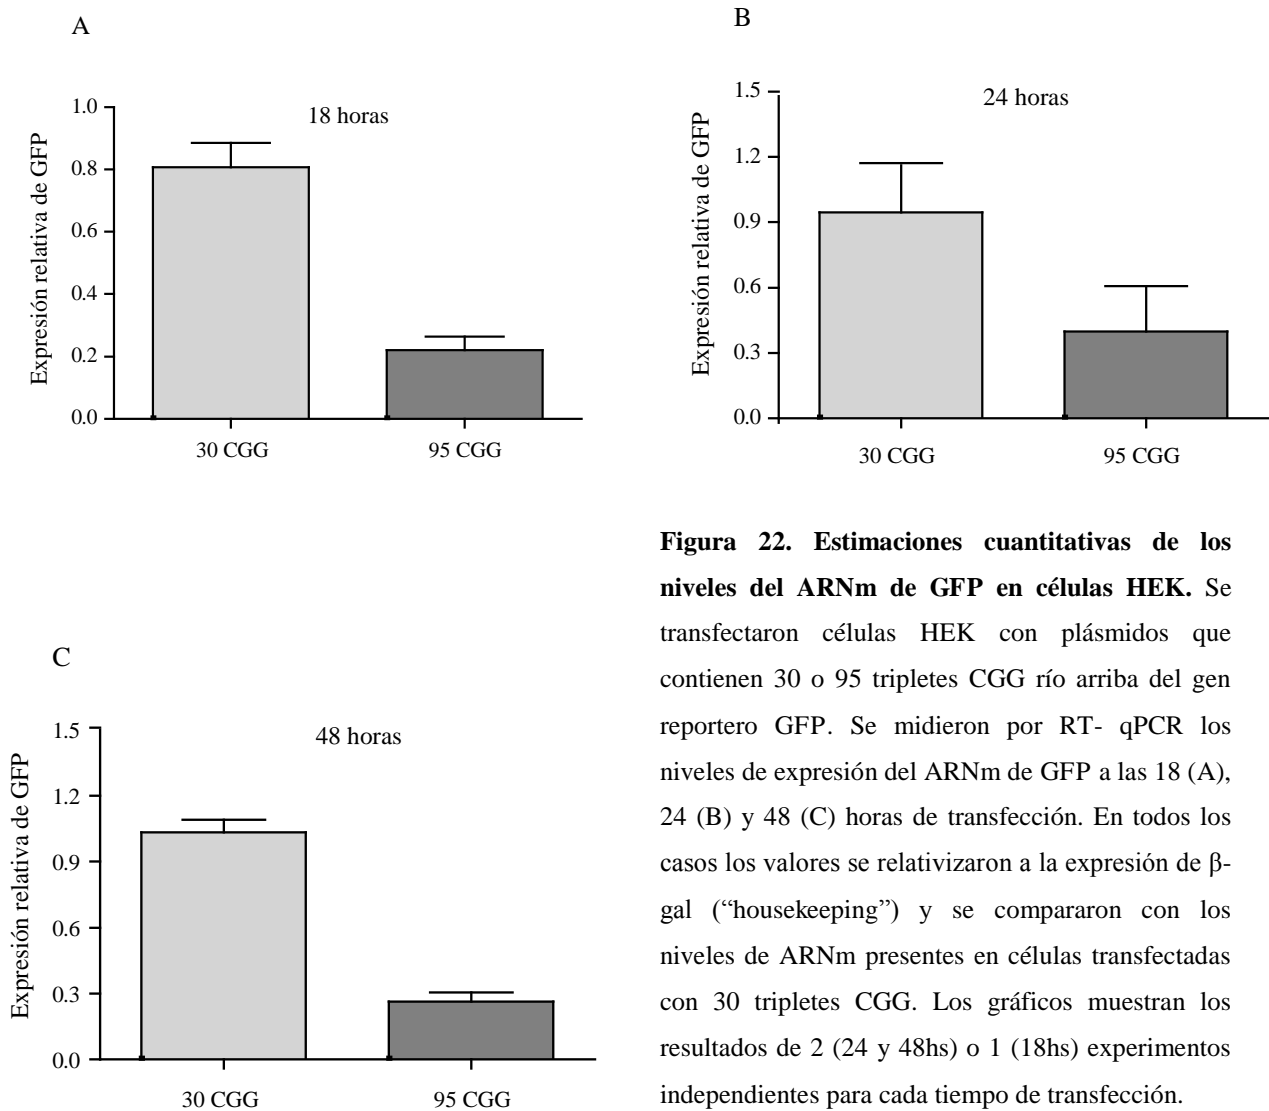 A
18 horas
Expresión relativa de GFP
1.0
0.8
0.6
0.4
0.2
0.0
30 CGG
95 CGG
B
24 horas
Expresión relativa de GFP
1.5
1.2
0.9
0.6
0.3
0.0
30 CGG
95 CGG
C
48 horas
Expresión relativa de GFP
1.5
1.2
0.9
0.6
0.3
0.0
30 CGG
95 CGG
Figura 22. Estimaciones cuantitativas de los
niveles del ARNm de GFP en células HEK. Se
transfectaron células HEK con plásmidos que
contienen 30 o 95 tripletes CGG río arriba del gen
reportero GFP. Se midieron por RT- qPCR los
niveles de expresión del ARNm de GFP a las 18 (A),
24 (B) y 48 (C) horas de transfección. En todos los
casos los valores se relativizaron a la expresión de β-
gal (“housekeeping”) y se compararon con los
niveles de ARNm presentes en células transfectadas
con 30 tripletes CGG. Los gráficos muestran los
resultados de 2 (24 y 48hs) o 1 (18hs) experimentos
independientes para cada tiempo de transfección.